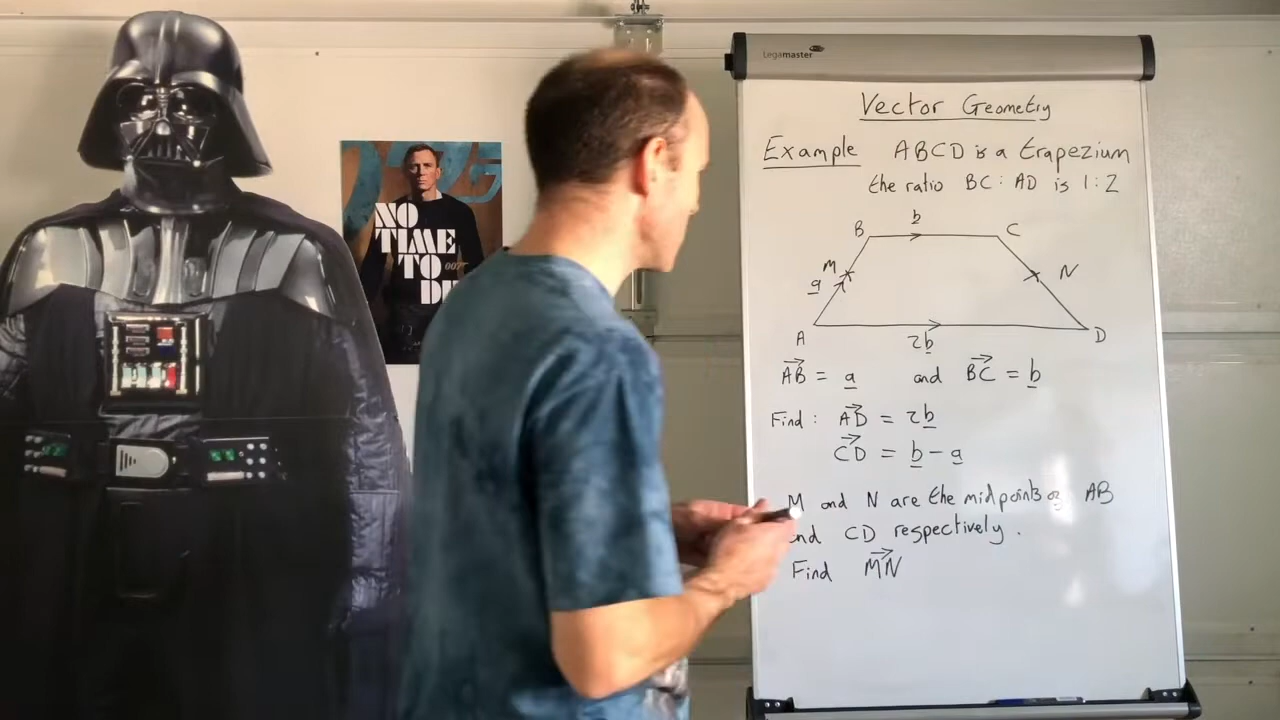 Legamaster
Vector Geometry
Example ABCD is a trapezium
the ratio BC : AD is 1 : 2
b
B C
M N
a
A D
2b
AB = a and BC = b
Find : AD = 2b
CD = b - a
M and N are the midpoints of AB
and CD respectively.
Find MN
NO
TIME
TO 007